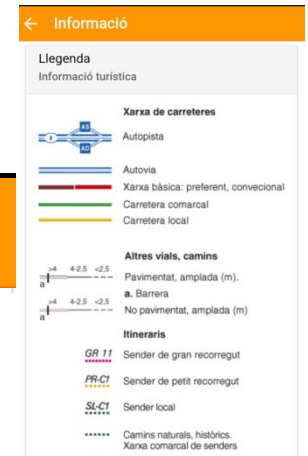 ← Informació
Llegenda
Informació turística
Xarxa de carreteres
AS
6
AD
Autopista
Autovia
Xarxa bàsica: preferent, convecional
Carretera comarcal
Carretera local
Altres vials, camins
>4 4-2,5 <2,5
a
Pavimentat, amplada (m).
a. Barrera
>4 4-2,5 <2,5
a
No pavimentat, amplada (m)
Itineraris
GR 11 Sender de gran recorregut
PR-C1 Sender de petit recorregut
SL-C1 Sender local
Camins naturals, històrics.
Xarxa comarcal de senders